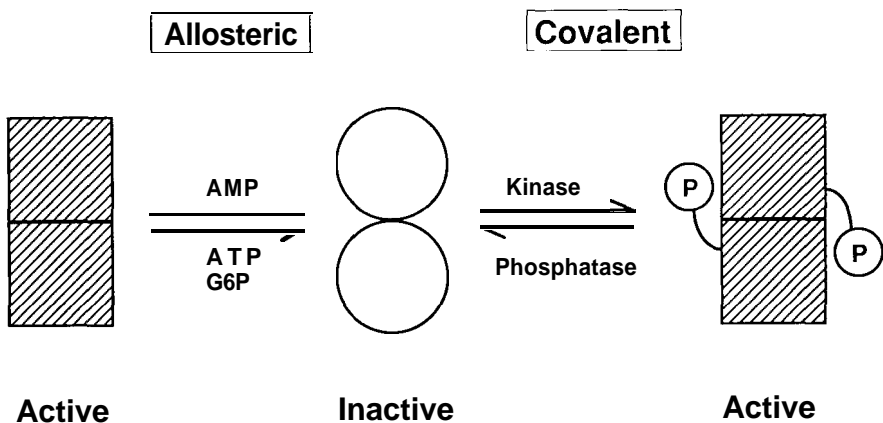 Allosteric
Covalent
AMP
ATP
G6P
Kinase
Phosphatase
P
P
Active
Inactive
Active